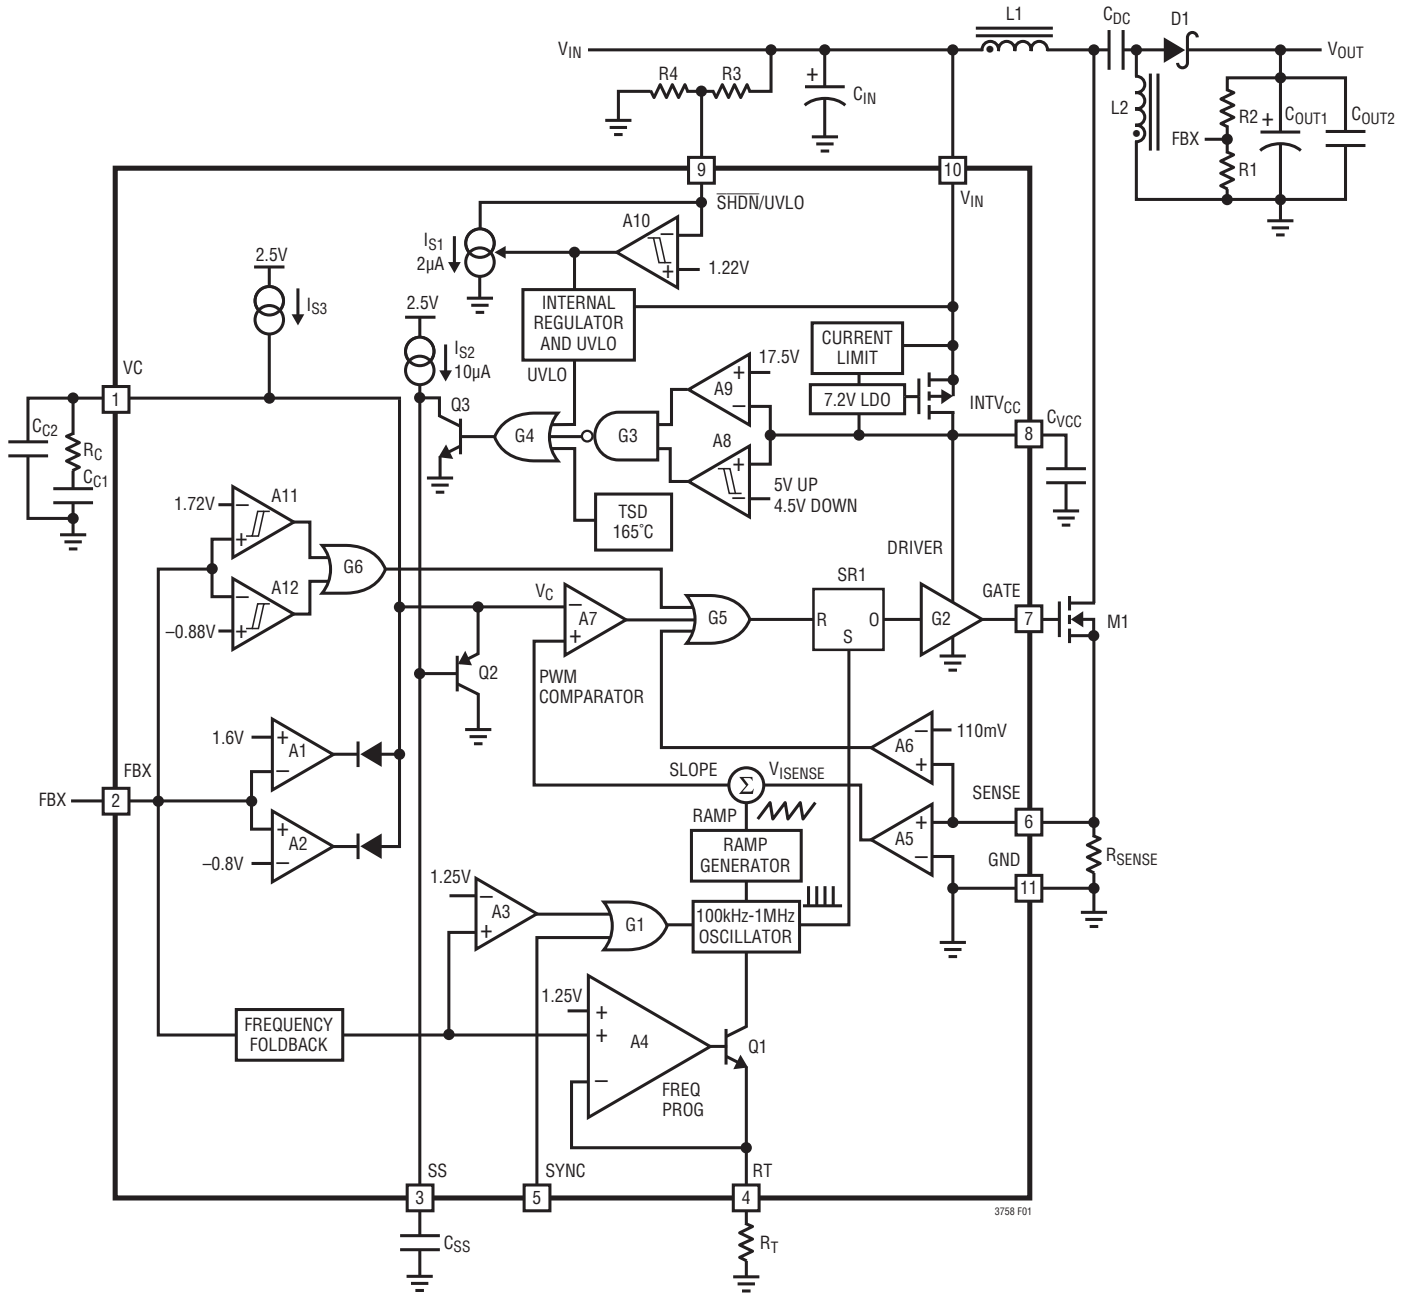 L1
CDC
D1
VIN
VOUT
R4
R3
+
CIN
L2
R2
+
COUT1
COUT2
FBX
R1
9
10
SHDN/UVLO
VIN
A10
IS1
2µA
−
+
1.22V
2.5V
IS3
2.5V
INTERNAL
REGULATOR
AND UVLO
CURRENT
LIMIT
IS2
10µA
17.5V
UVLO
VC
A9
+
−
7.2V LDO
1
Q3
INTVCC
CVCC
CC2
RC
G4
G3
A8
8
CC1
+
−
5V UP
4.5V DOWN
1.72V
−
+
A11
TSD
165˚C
G6
DRIVER
A12
SR1
GATE
−
+
−0.88V
VC
−
+
A7
G5
R
O
S
G2
7
M1
Q2
PWM
COMPARATOR
1.6V
+
−
A1
A6
−
+
110mV
FBX
SLOPE
Σ
VISENSE
SENSE
FBX
2
RAMP
6
+
−
A2
−0.8V
RAMP
GENERATOR
A5
+
−
GND
RSENSE
1.25V
11
−
+
A3
G1
100kHz-1MHz
OSCILLATOR
1.25V
+
+
−
A4
FREQUENCY
FOLDBACK
Q1
FREQ
PROG
SS
SYNC
RT
3
5
4
3758 F01
CSS
RT